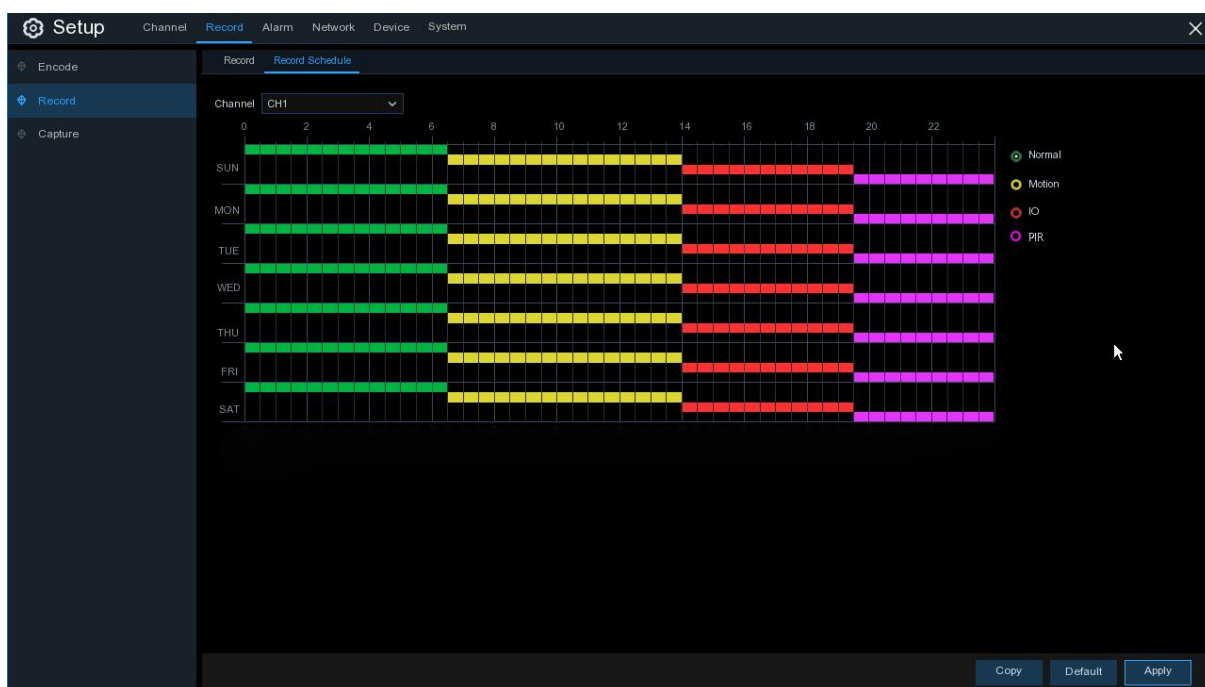 Setup Channel Record Alarm Network Device System
Encode
Record
Capture
Record Record Schedule
Channel CH1
0 2 4 6 8 10 12 14 16 18 20 22
SUN
MON
TUE
WED
THU
FRI
SAT
Normal
Motion
IO
PIR
Copy Default Apply